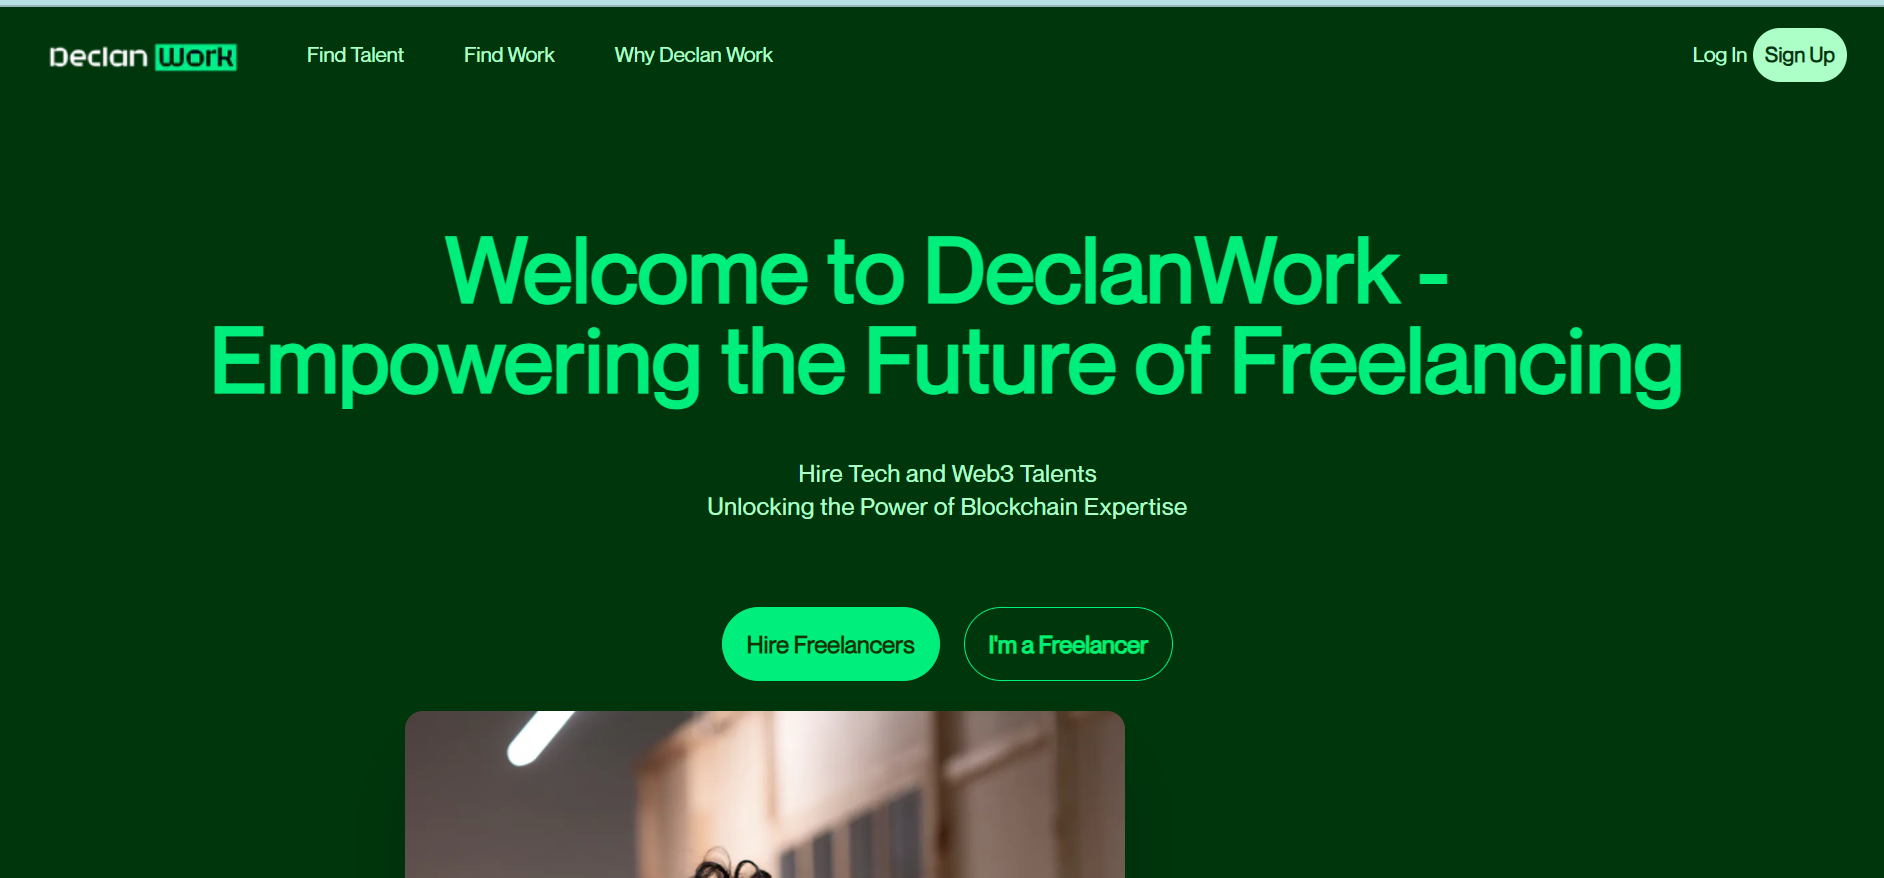 Declan Work
Find Talent
Find Work
Why Declan Work
Log In
Sign Up
Welcome to DeclanWork -
Empowering the Future of Freelancing
Hire Tech and Web3 Talents
Unlocking the Power of Blockchain Expertise
Hire Freelancers
I'm a Freelancer